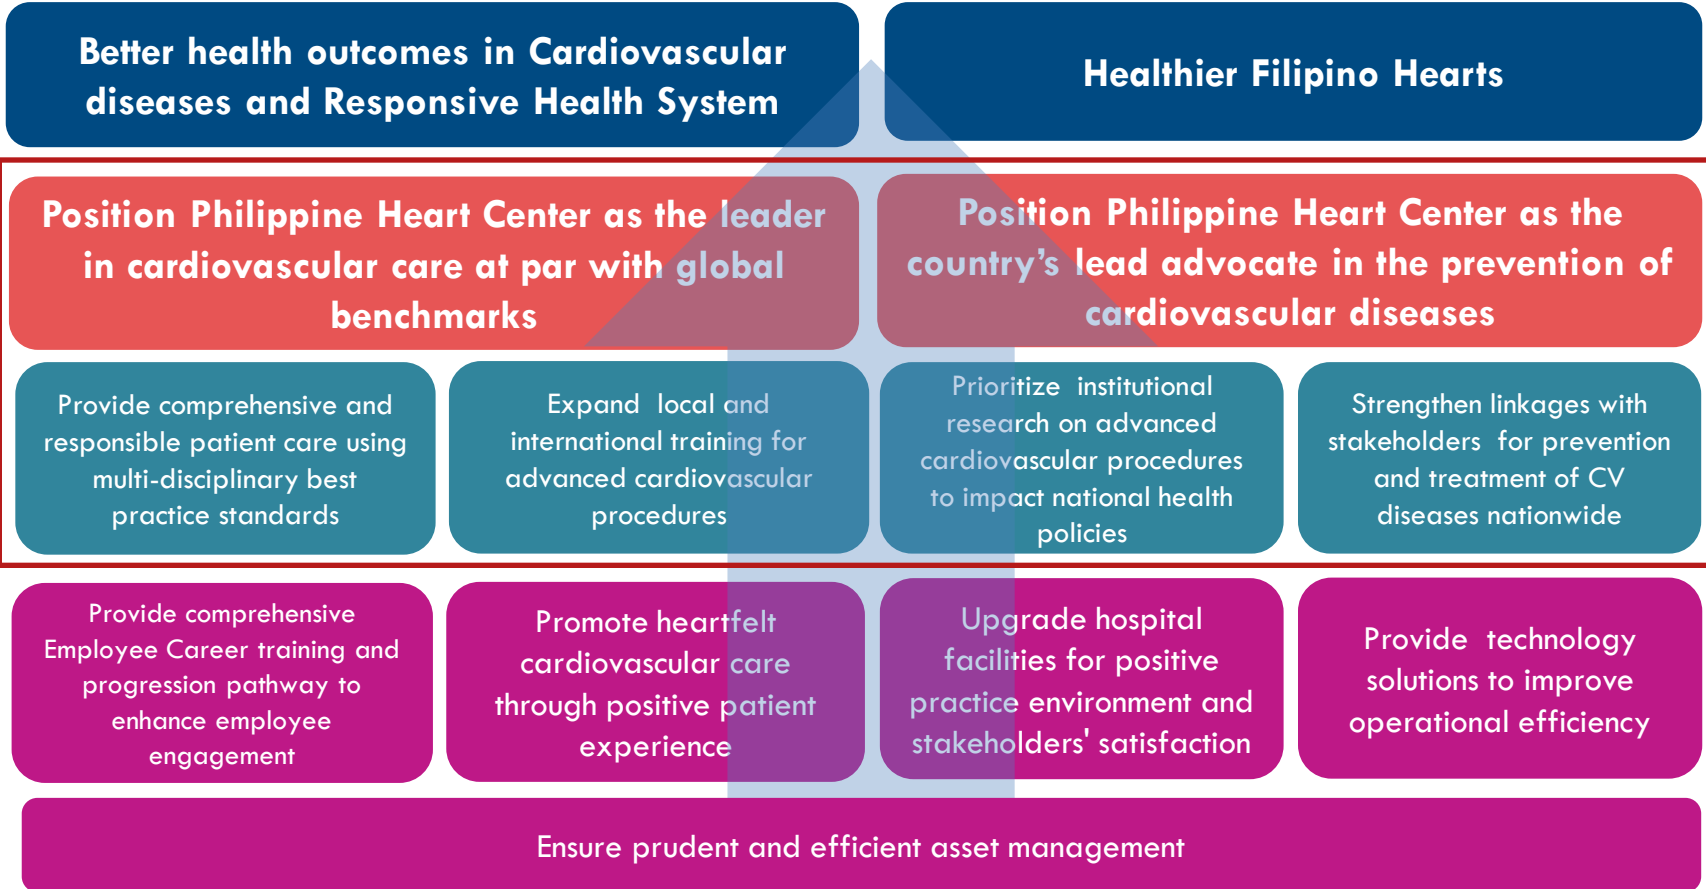 Better health outcomes in Cardiovascular
diseases and Responsive Health System
Healthier Filipino Hearts
Position Philippine Heart Center as the leader
in cardiovascular care at par with global
benchmarks
Position Philippine Heart Center as the
country's lead advocate in the prevention of
cardiovascular diseases
Provide comprehensive and
responsible patient care using
multi-disciplinary best
practice standards
Expand local and
international training for
advanced cardiovascular
procedures
Prioritize institutional
research on advanced
cardiovascular procedures
to impact national health
policies
Strengthen linkages with
stakeholders for prevention
and treatment of CV
diseases nationwide
Provide comprehensive
Employee Career training and
progression pathway to
enhance employee
engagement
Promote heartfelt
cardiovascular care
through positive patient
experience
Upgrade hospital
facilities for positive
practice environment and
stakeholders' satisfaction
Provide technology
solutions to improve
operational efficiency
Ensure prudent and efficient asset management